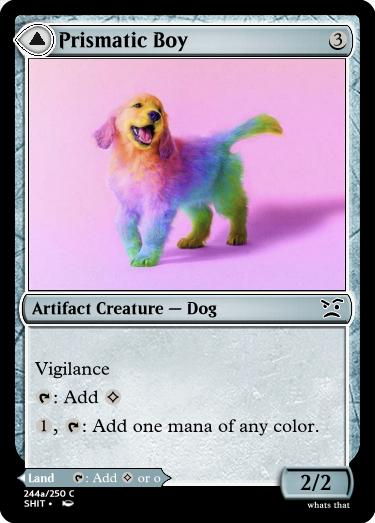 Prismatic Boy 3
Artifact Creature — Dog
Vigilance
: Add
1, : Add one mana of any color.
Land : Add or o
2/2
244a/250 C
SHIT •
whats that